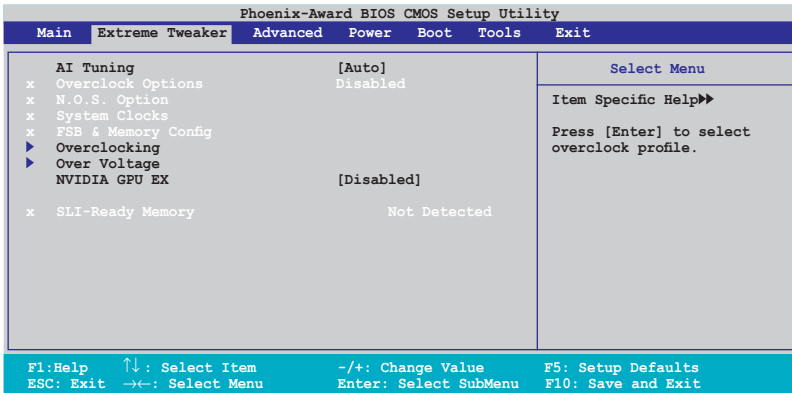 Phoenix-Award BIOS CMOS Setup Utility
Main Extreme Tweaker Advanced Power Boot Tools Exit
AI Tuning [Auto]
x Overclock Options Disabled
x N.O.S. Option
x System Clocks
x FSB & Memory Config
Overclocking
Over Voltage
NVIDIA GPU EX [Disabled]
x SLI-Ready Memory Not Detected
Select Menu
Item Specific Help
Press [Enter] to select
overclock profile.
F1:Help ↑↓: Select Item -/+: Change Value F5: Setup Defaults
ESC: Exit →←: Select Menu Enter: Select SubMenu F10: Save and Exit